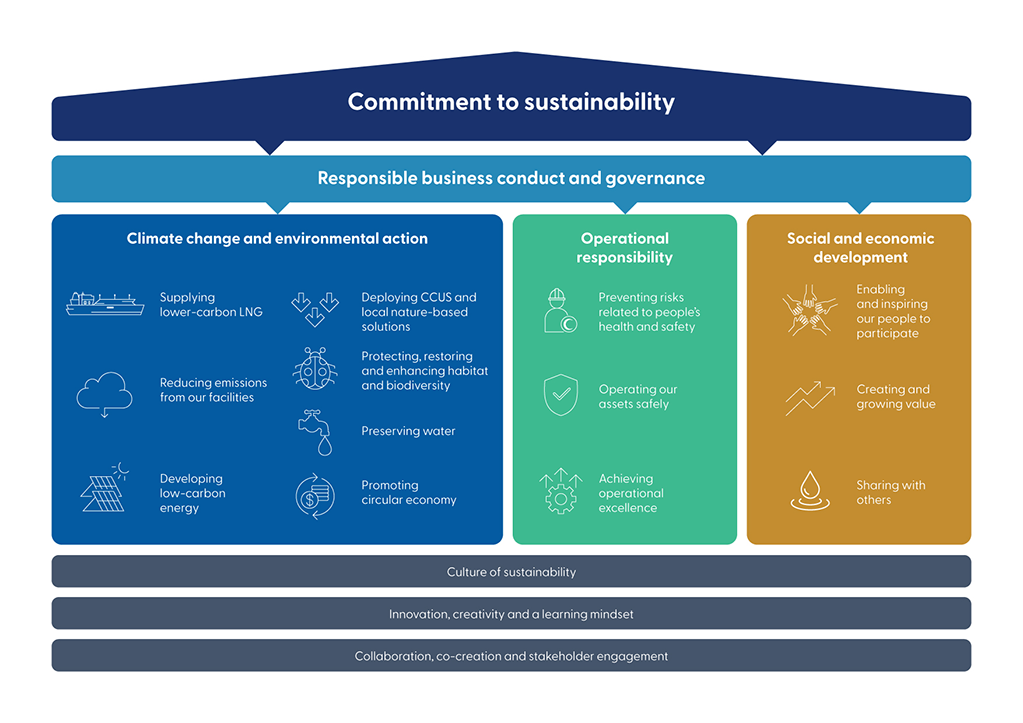 Commitment to sustainability
Responsible business conduct and governance
Climate change and environmental action
Supplying
lower-carbon LNG
Reducing emissions
from our facilities
Developing
low-carbon
energy
Deploying CCUS and
local nature-based
solutions
Protecting, restoring
and enhancing habitat
and biodiversity
Preserving water
Promoting
circular economy
Operational
responsibility
Preventing risks
related to people's
health and safety
Operating our
assets safely
Achieving
operational
excellence
Social and economic
development
Enabling
and inspiring
our people to
participate
Creating and
growing value
Sharing with
others
Culture of sustainability
Innovation, creativity and a learning mindset
Collaboration, co-creation and stakeholder engagement